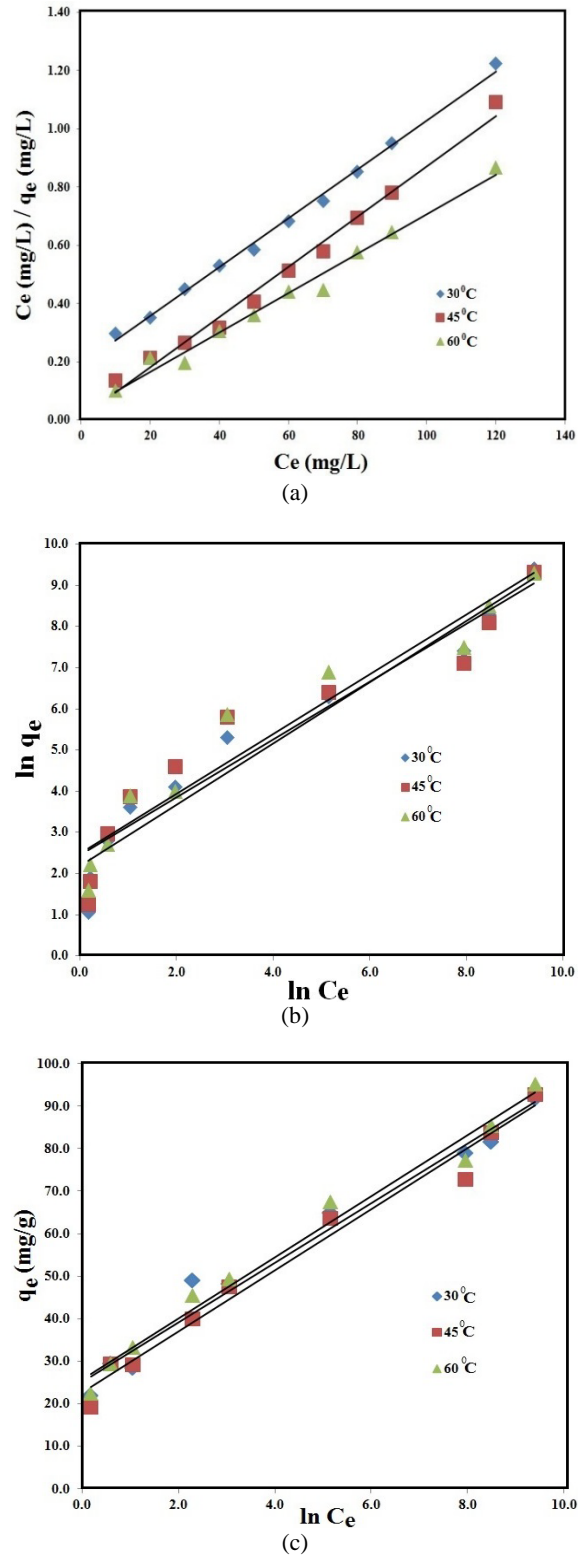 1.40
1.20
1.00
0.80
0.60
0.40
0.20
0.00
Ce (mg/L) / qe (mg/L)
30⁰C
45⁰C
60⁰C
0 20 40 60 80 100 120 140
Ce (mg/L)
(a)
10.0
9.0
8.0
7.0
6.0
5.0
4.0
3.0
2.0
1.0
0.0
ln qe
30⁰C
45⁰C
60⁰C
0.0 2.0 4.0 6.0 8.0 10.0
ln Ce
(b)
100.0
90.0
80.0
70.0
60.0
50.0
40.0
30.0
20.0
10.0
0.0
qe (mg/g)
30⁰C
45⁰C
60⁰C
0.0 2.0 4.0 6.0 8.0 10.0
ln Ce
(c)